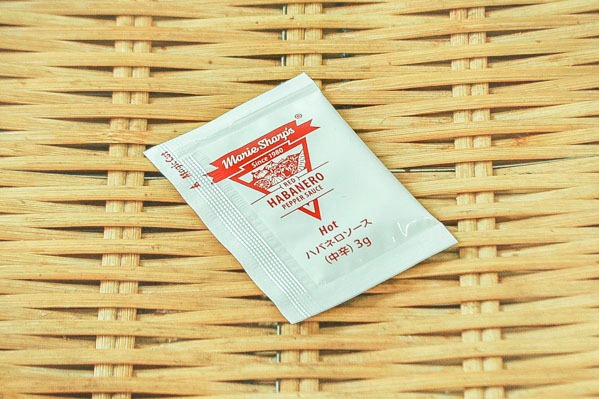 Marie Sharp's
®
Since 1980
(RED)
HABANERO
PEPPER SAUCE
Hot
ハバネロソース
(中辛) 3g